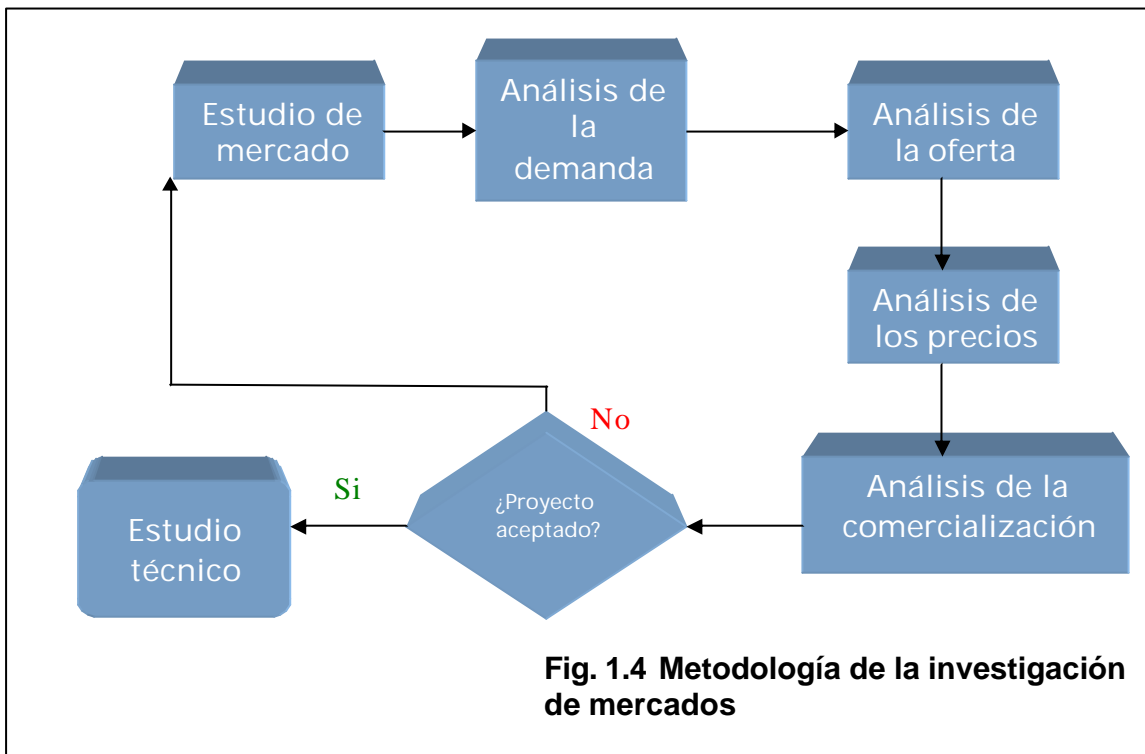 Estudio de
mercado
Análisis de
la
demanda
Análisis de
la oferta
Análisis de
los precios
Análisis de la
comercialización
No
¿Proyecto
aceptado?
Si
Estudio
técnico
Fig. 1.4 Metodología de la investigación
de mercados